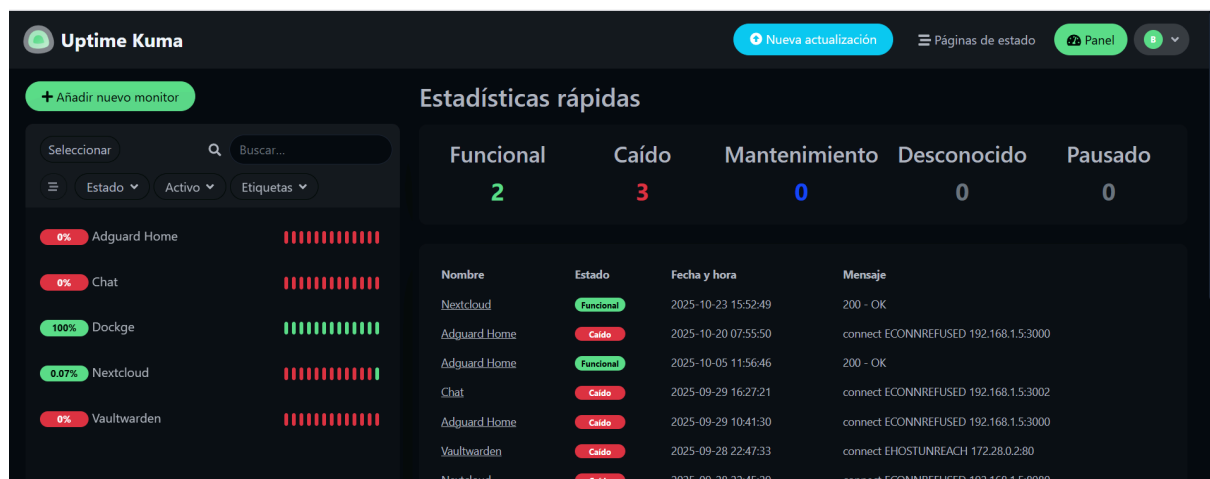 Uptime Kuma
Nueva actualización
Páginas de estado
Panel
B
Añadir nuevo monitor
Seleccionar
Buscar...
Estado
Activo
Etiquetas
0% Adguard Home
0% Chat
100% Dockge
0.07% Nextcloud
0% Vaultwarden
Estadísticas rápidas
Funcional Caído Mantenimiento Desconocido Pausado
2 3 0 0 0
Nombre Estado Fecha y hora Mensaje
Nextcloud Funcional 2025-10-23 15:52:49 200 - OK
Adguard Home Caído 2025-10-20 07:55:50 connect ECONNREFUSED 192.168.1.5:3000
Adguard Home Funcional 2025-10-05 11:56:46 200 - OK
Chat Caído 2025-09-29 16:27:21 connect ECONNREFUSED 192.168.1.5:3002
Adguard Home Caído 2025-09-29 10:41:30 connect ECONNREFUSED 192.168.1.5:3000
Vaultwarden Caído 2025-09-28 22:47:33 connect EHOSTUNREACH 172.28.0.2:80
Nextcloud Caído connect ECONNREFUSED